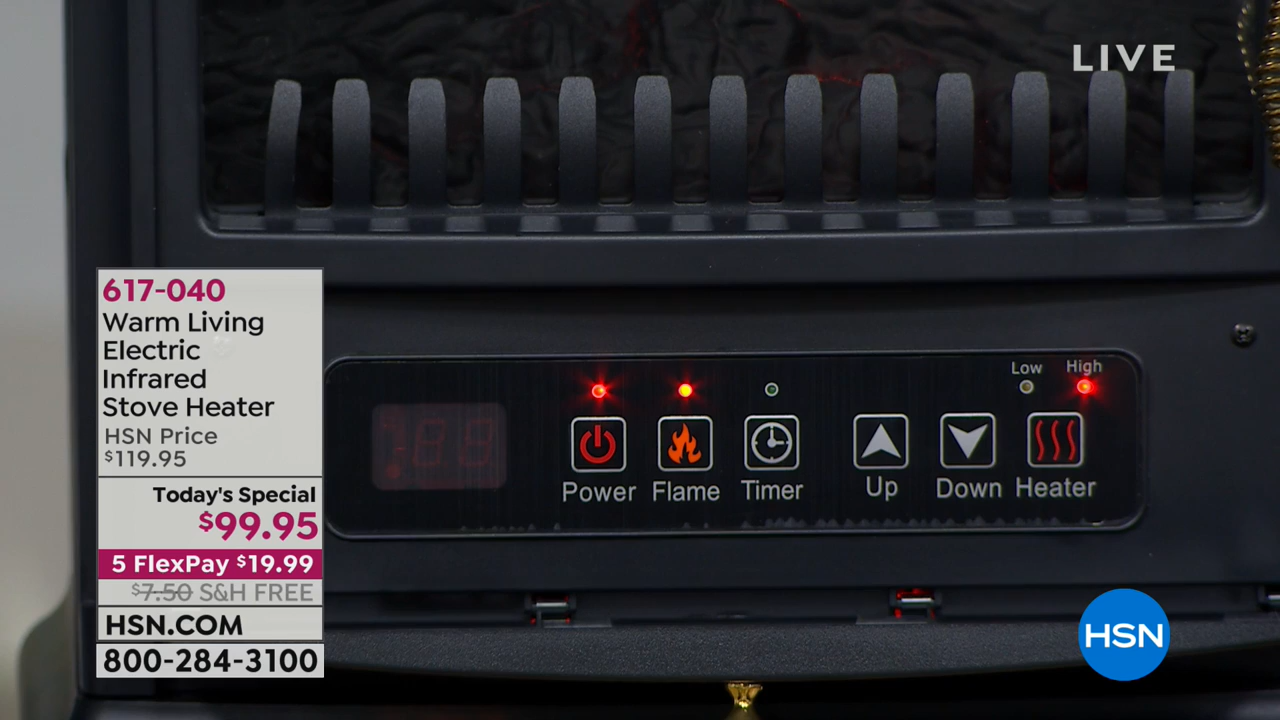 LIVE
617-040
Warm Living
Electric
Infrared
Stove Heater
HSN Price
$119.95
Today's Special
$99.95
5 FlexPay $19.99
$7.50 S&H FREE
HSN.COM
800-284-3100
Low High
Power Flame Timer Up Down Heater
HSN